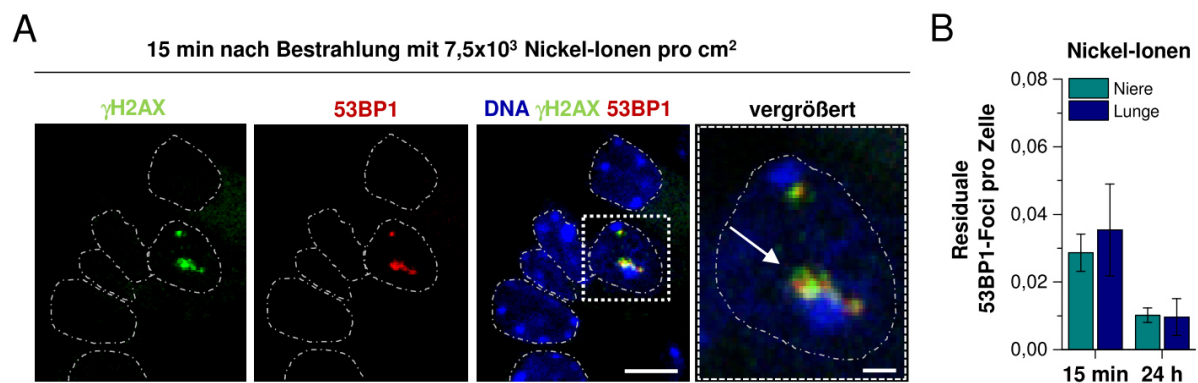 A
15 min nach Bestrahlung mit 7,5x10³ Nickel-Ionen pro cm²
γH2AX
53BP1
DNA γH2AX 53BP1
vergrößert
B
Nickel-Ionen
Residuale
53BP1-Foci pro Zelle
0,08
0,06
0,04
0,02
0,00
Niere
Lunge
15 min
24 h